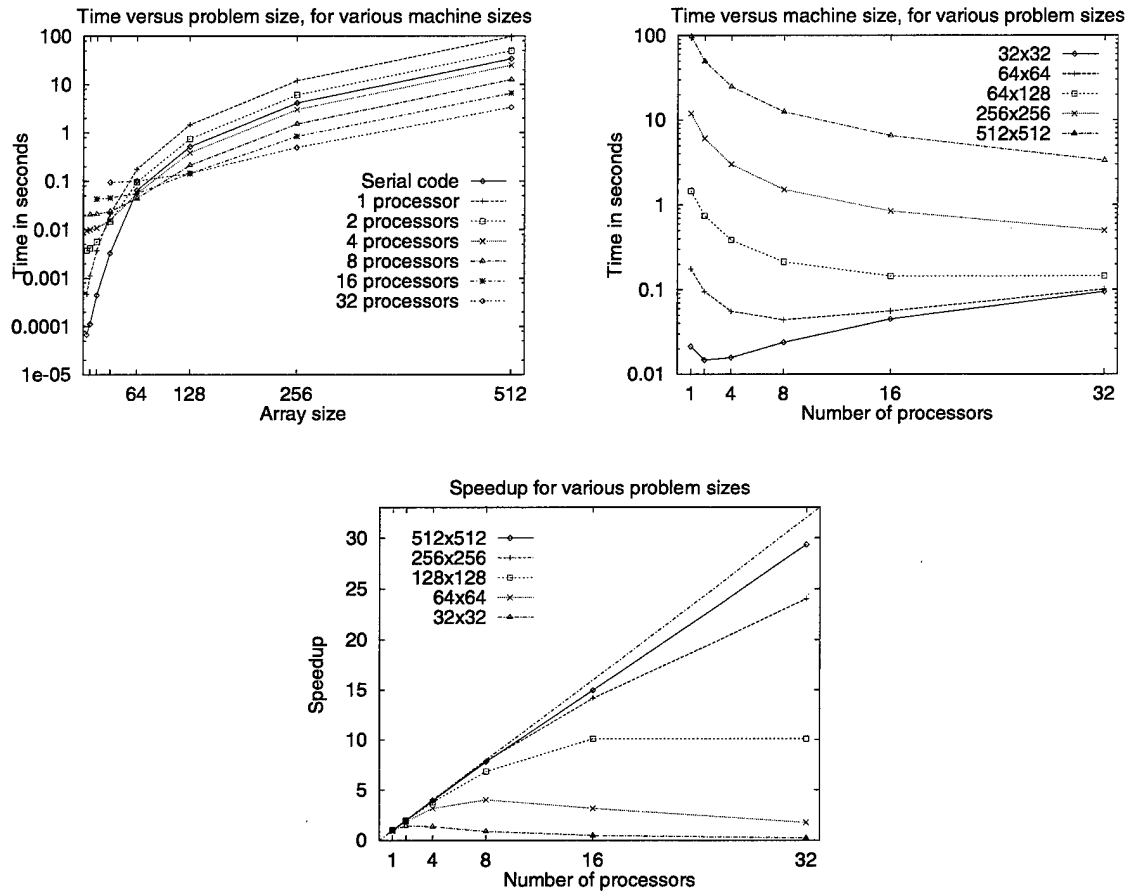 Time versus problem size, for various machine sizes
100
10
1
0.1
0.01
0.001
0.0001
1e-05
Time in seconds
Serial code
1 processor
2 processors
4 processors
8 processors
16 processors
32 processors
64 128 256 512
Array size
Time versus machine size, for various problem sizes
100
10
1
0.1
0.01
Time in seconds
32x32
64x64
64x128
256x256
512x512
1 4 8 16 32
Number of processors
Speedup for various problem sizes
30
25
20
15
10
5
0
Speedup
512x512
256x256
128x128
64x64
32x32
1 4 8 16 32
Number of processors